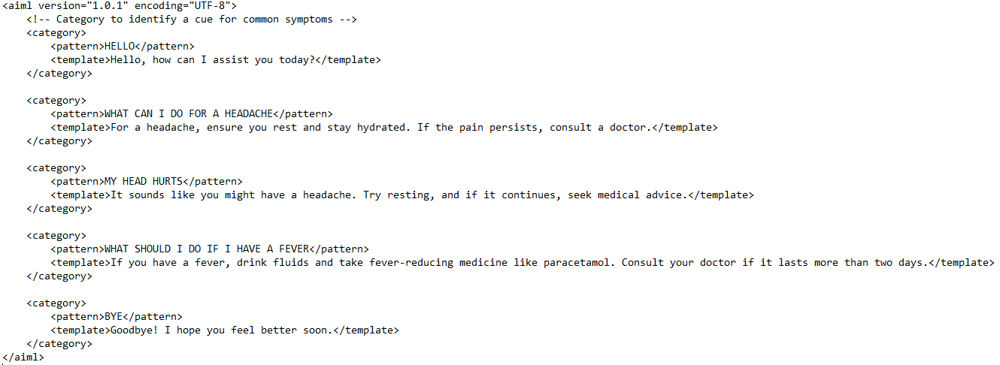 <aiml version="1.0.1" encoding="UTF-8">
    <!-- Category to identify a cue for common symptoms -->
    <category>
        <pattern>HELLO</pattern>
        <template>Hello, how can I assist you today?</template>
    </category>

    <category>
        <pattern>WHAT CAN I DO FOR A HEADACHE</pattern>
        <template>For a headache, ensure you rest and stay hydrated. If the pain persists, consult a doctor.</template>
    </category>

    <category>
        <pattern>MY HEAD HURTS</pattern>
        <template>It sounds like you might have a headache. Try resting, and if it continues, seek medical advice.</template>
    </category>

    <category>
        <pattern>WHAT SHOULD I DO IF I HAVE A FEVER</pattern>
        <template>If you have a fever, drink fluids and take fever-reducing medicine like paracetamol. Consult your doctor if it lasts more than two days.</template>
    </category>

    <category>
        <pattern>BYE</pattern>
        <template>Goodbye! I hope you feel better soon.</template>
    </category>
</aiml>